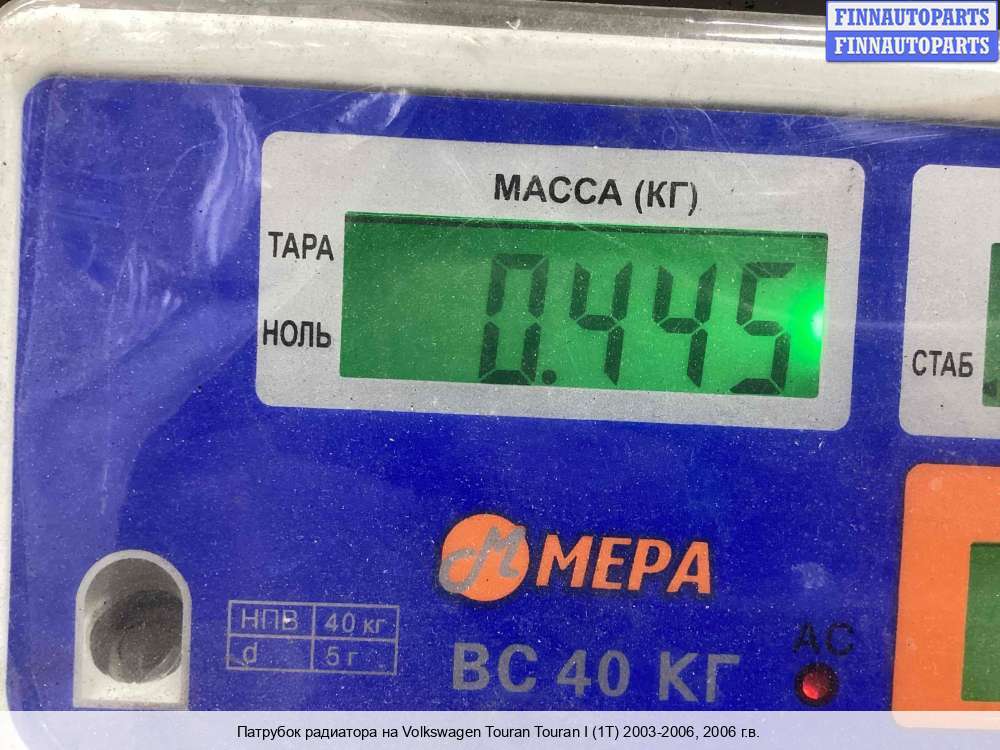 FINNAUTOPARTS
FINNAUTOPARTS
МАССА (КГ)
ТАРА
0.445
НОЛЬ
СТАБ
М МЕРА
НПВ 40 кг
d 5 г
ВС 40 КГ
AC
Патрубок радиатора на Volkswagen Touran Touran I (1T) 2003-2006, 2006 г.в.